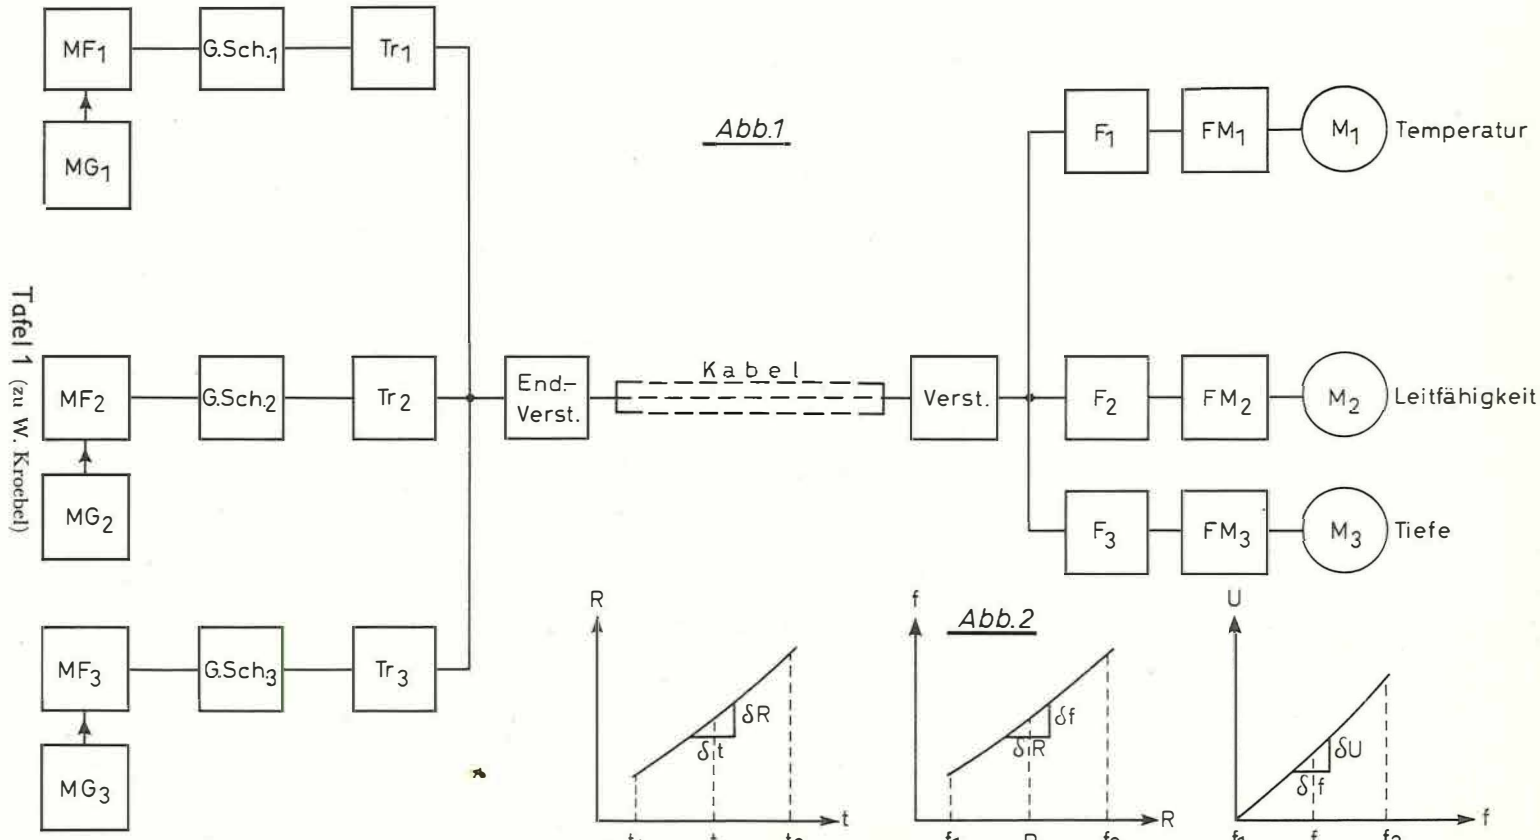 MF1
G.Sch.1
Tr1
MG1
Abb.1
F1
FM1
M1
Temperatur
Tafel 1 (zu W. Kroebel)
MF2
G.Sch.2
Tr2
End.-
Verst.
Kabel
Verst.
F2
FM2
M2
Leitfähigkeit
MG2
F3
FM3
M3
Tiefe
MF3
G.Sch3
Tr3
MG3
Abb.2
R
δR
δt
t
f
δf
δR
R
U
δU
δf
f